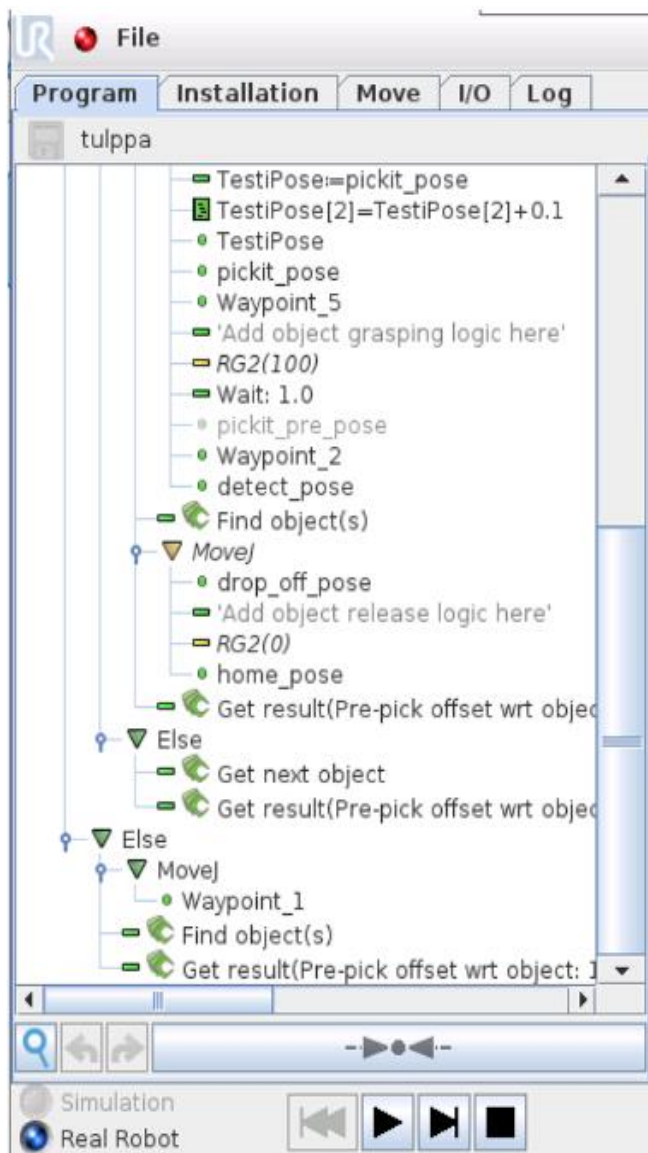 UR File
Program Installation Move I/O Log
tulppa
TestiPose:=pickit_pose
TestiPose[2]=TestiPose[2]+0.1
TestiPose
pickit_pose
Waypoint_5
'Add object grasping logic here'
RG2(100)
Wait: 1.0
pickit_pre_pose
Waypoint_2
detect_pose
Find object(s)
MoveJ
drop_off_pose
'Add object release logic here'
RG2(0)
home_pose
Get result(Pre-pick offset wrt objec
Else
Get next object
Get result(Pre-pick offset wrt objec
Else
MoveJ
Waypoint_1
Find object(s)
Get result(Pre-pick offset wrt object: 1
Simulation
Real Robot